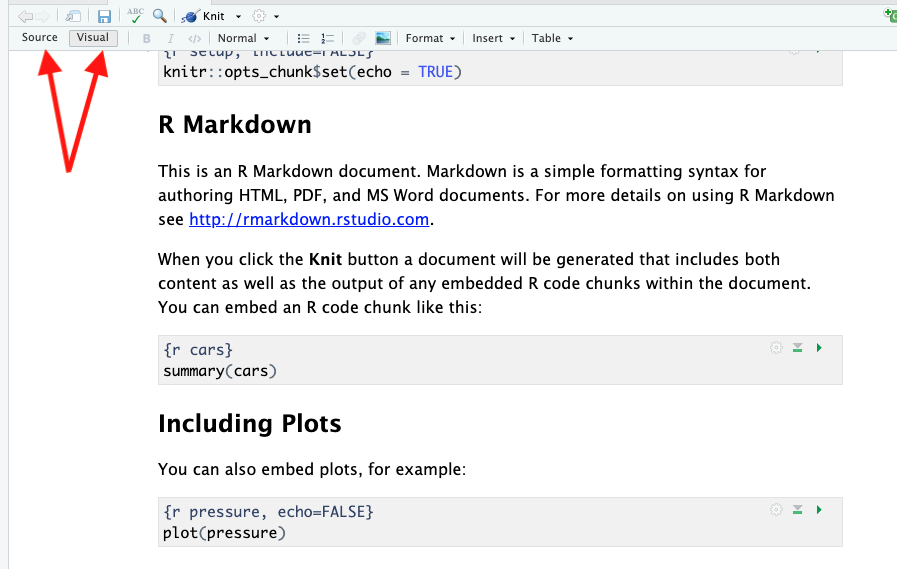 ABC
Knit
Source Visual B I </> Normal Format Insert Table
{r setup, include=FALSE}
knitr::opts_chunk$set(echo = TRUE)
R Markdown
This is an R Markdown document. Markdown is a simple formatting syntax for
authoring HTML, PDF, and MS Word documents. For more details on using R Markdown
see http://rmarkdown.rstudio.com.
When you click the Knit button a document will be generated that includes both
content as well as the output of any embedded R code chunks within the document.
You can embed an R code chunk like this:
{r cars}
summary(cars)
Including Plots
You can also embed plots, for example:
{r pressure, echo=FALSE}
plot(pressure)